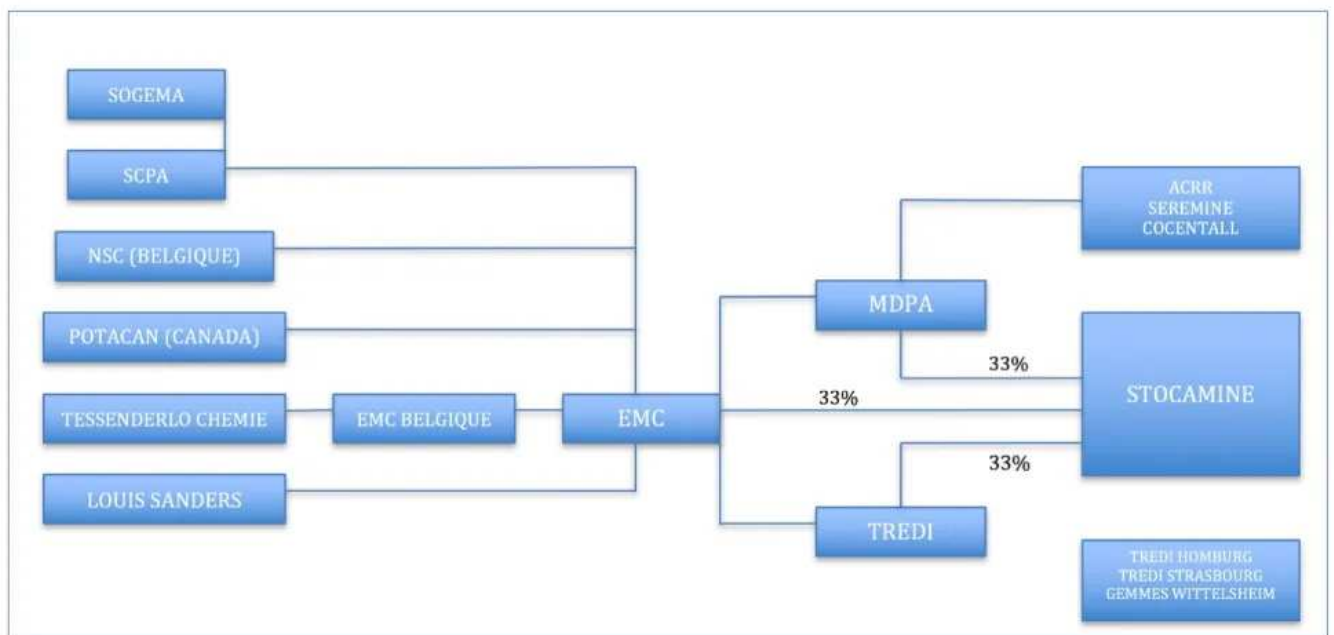 SOGEMA
SCPA
NSC (BELGIQUE)
POTACAN (CANADA)
TESSENDERLO CHEMIE
EMC BELGIQUE
LOUIS SANDERS
EMC
MDPA
33%
33%
33%
TREDI
ACRR
SEREMINE
COCENTALL
STOCAMINE
TREDI HOMBURG
TREDI STRASBOURG
GEMMES WITTELSHEIM